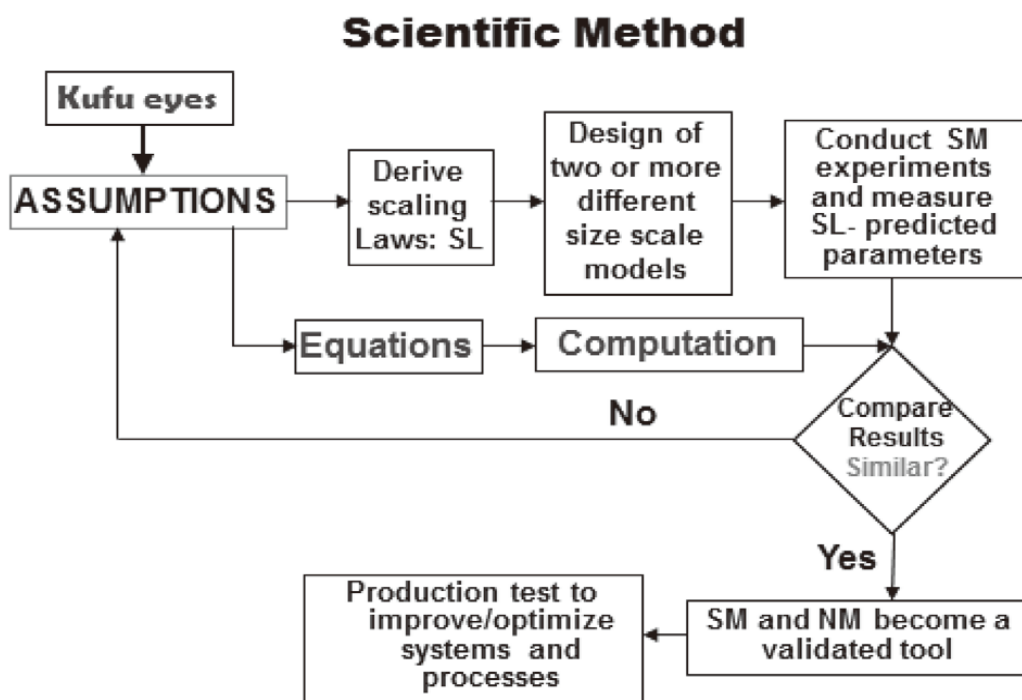 Scientific Method
Kufu eyes
ASSUMPTIONS
Derive
scaling
Laws: SL
Design of
two or more
different
size scale
models
Conduct SM
experiments
and measure
SL- predicted
parameters
Equations
Computation
No
Compare
Results
Similar?
Yes
Production test to
improve/optimize
systems and
processes
SM and NM become a
validated tool